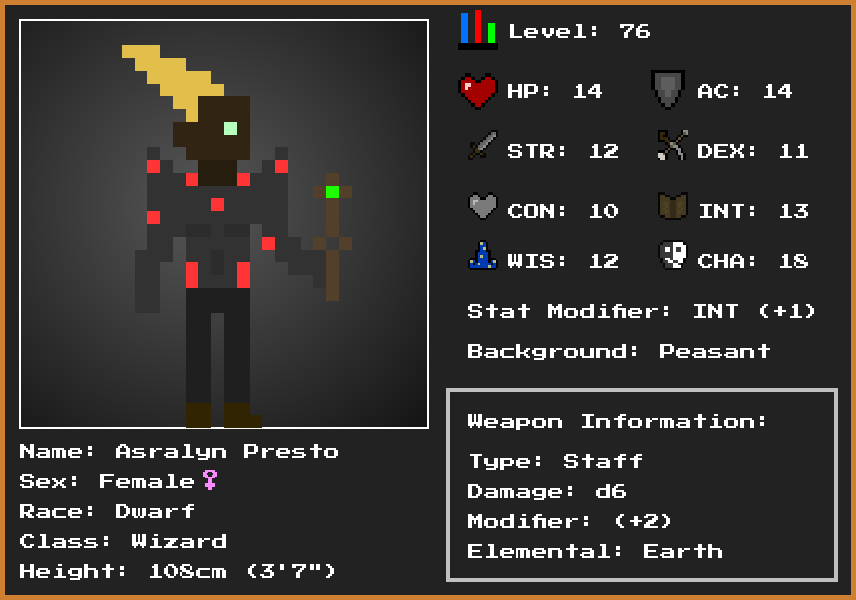 Level: 76
HP: 14
AC: 14
STR: 12
DEX: 11
CON: 10
INT: 13
WIS: 12
CHA: 18
Stat Modifier: INT (+1)
Background: Peasant
Weapon Information:
Type: Staff
Damage: d6
Modifier: (+2)
Elemental: Earth
Name: Asralyn Presto
Sex: Female♀
Race: Dwarf
Class: Wizard
Height: 108cm (3'7")